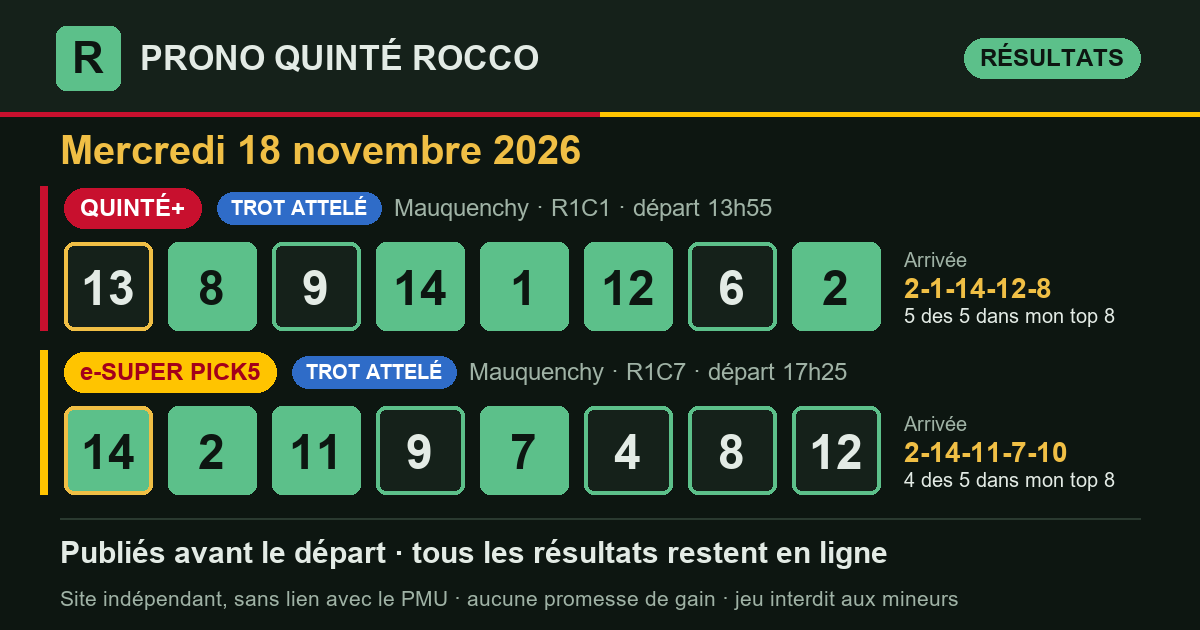 R PRONO QUINTÉ ROCCO RÉSULTATS
Mercredi 18 novembre 2026
QUINTÉ+ TROT ATTELÉ Mauquenchy · R1C1 · départ 13h55
13 8 9 14 1 12 6 2
Arrivée
2-1-14-12-8
5 des 5 dans mon top 8
e-SUPER PICK5 TROT ATTELÉ Mauquenchy · R1C7 · départ 17h25
14 2 11 9 7 4 8 12
Arrivée
2-14-11-7-10
4 des 5 dans mon top 8
Publiés avant le départ · tous les résultats restent en ligne
Site indépendant, sans lien avec le PMU · aucune promesse de gain · jeu interdit aux mineurs